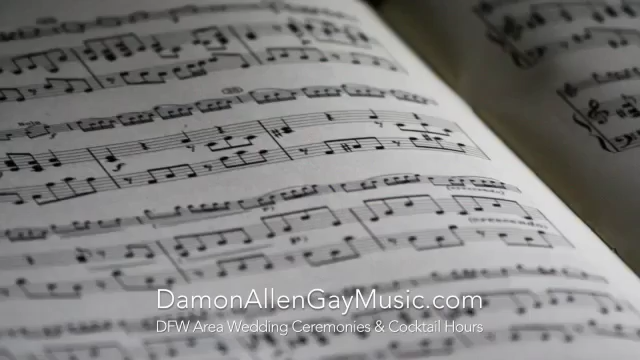 DamonAllenGayMusic.com
DFW Area Wedding Ceremonies & Cocktail Hours